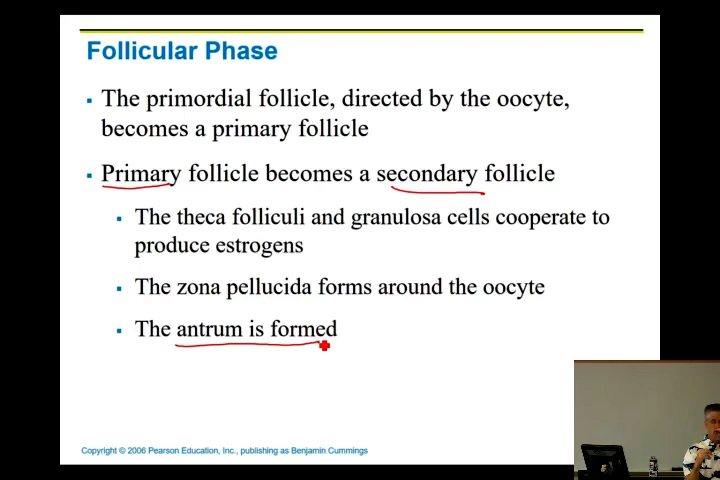 Follicular Phase
▪ The primordial follicle, directed by the oocyte,
becomes a primary follicle
▪ Primary follicle becomes a secondary follicle
▪ The theca folliculi and granulosa cells cooperate to
produce estrogens
▪ The zona pellucida forms around the oocyte
▪ The antrum is formed
Copyright © 2006 Pearson Education, Inc., publishing as Benjamin Cummings